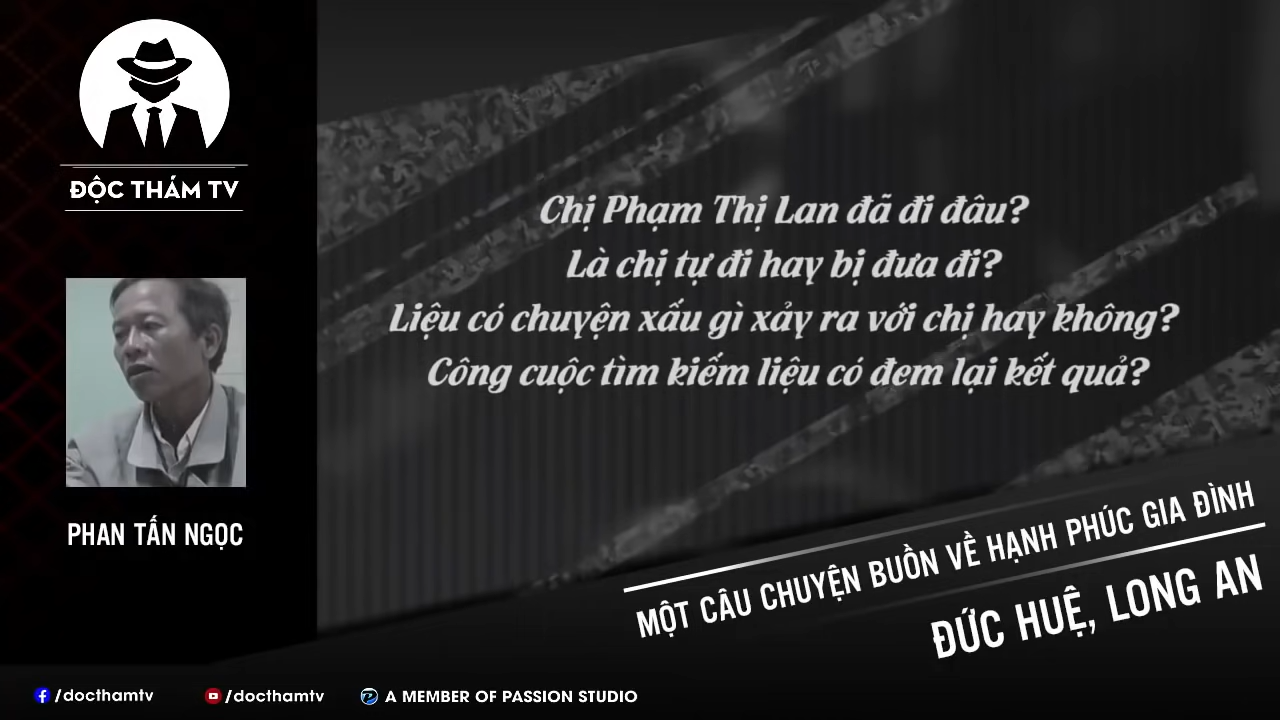 ĐỘC THÁM TV
PHAN TẤN NGỌC
Chị Phạm Thị Lan đã đi đâu?
Là chị tự đi hay bị đưa đi?
Liệu có chuyện xấu gì xảy ra với chị hay không?
Công cuộc tìm kiếm liệu có đem lại kết quả?
MỘT CÂU CHUYỆN BUỒN VỀ HẠNH PHÚC GIA ĐÌNH
ĐỨC HUỆ, LONG AN
/docthamtv
/docthamtv
A MEMBER OF PASSION STUDIO